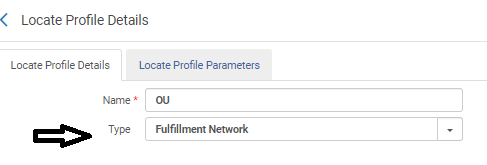 Locate Profile Details
Locate Profile Details Locate Profile Parameters
Name * OU
Type Fulfillment Network